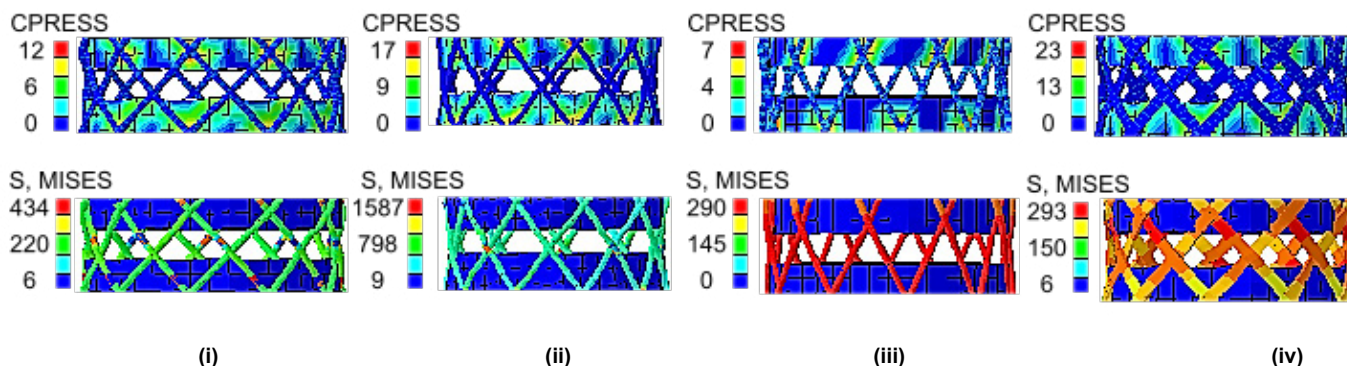 CPRESS
12
6
0
CPRESS
17
9
0
CPRESS
7
4
0
CPRESS
23
13
0
S, MISES
434
220
6
S, MISES
1587
798
9
S, MISES
290
145
0
S, MISES
293
150
6
(i) (ii) (iii) (iv)